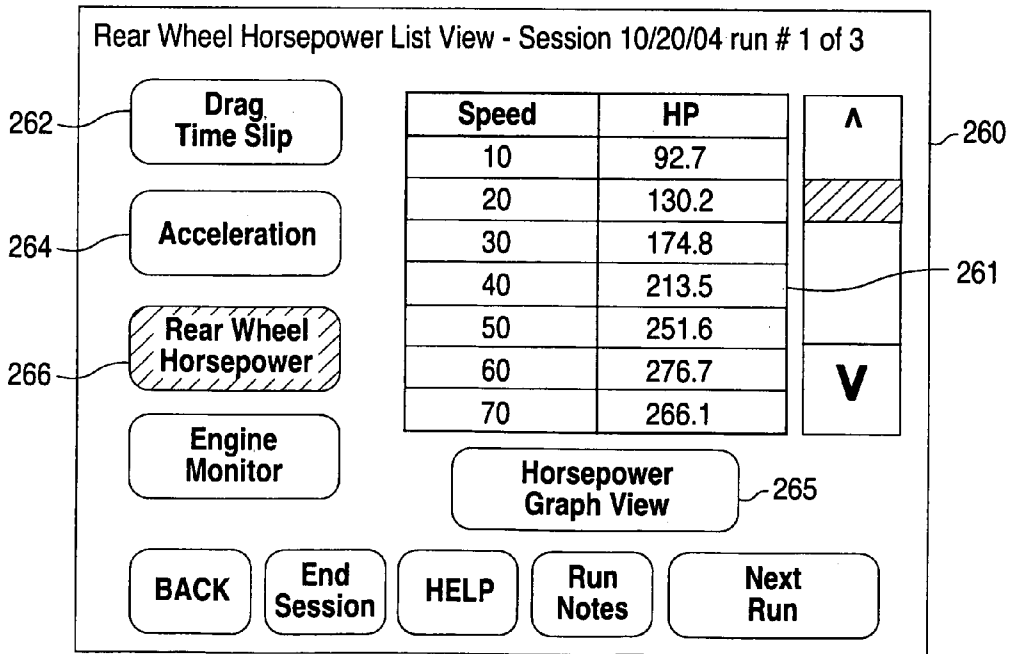 Rear Wheel Horsepower List View - Session 10/20/04 run # 1 of 3
262
Drag
Time Slip
264
Acceleration
266
Rear Wheel
Horsepower
Engine
Monitor
Speed HP
10 92.7
20 130.2
30 174.8
40 213.5
50 251.6
60 276.7
70 266.1
260
261
Horsepower
Graph View
265
BACK
End
Session
HELP
Run
Notes
Next
Run